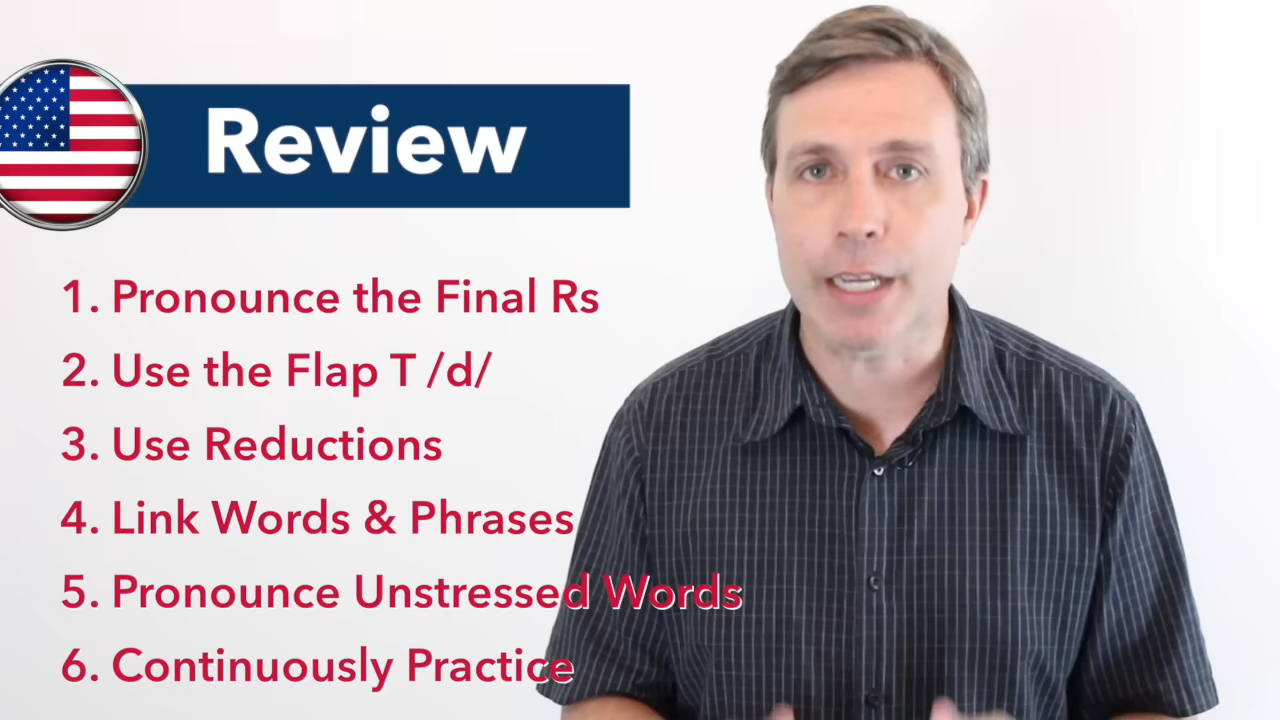 Review
1. Pronounce the Final Rs
2. Use the Flap T /d/
3. Use Reductions
4. Link Words & Phrases
5. Pronounce Unstressed Words
6. Continuously Practice